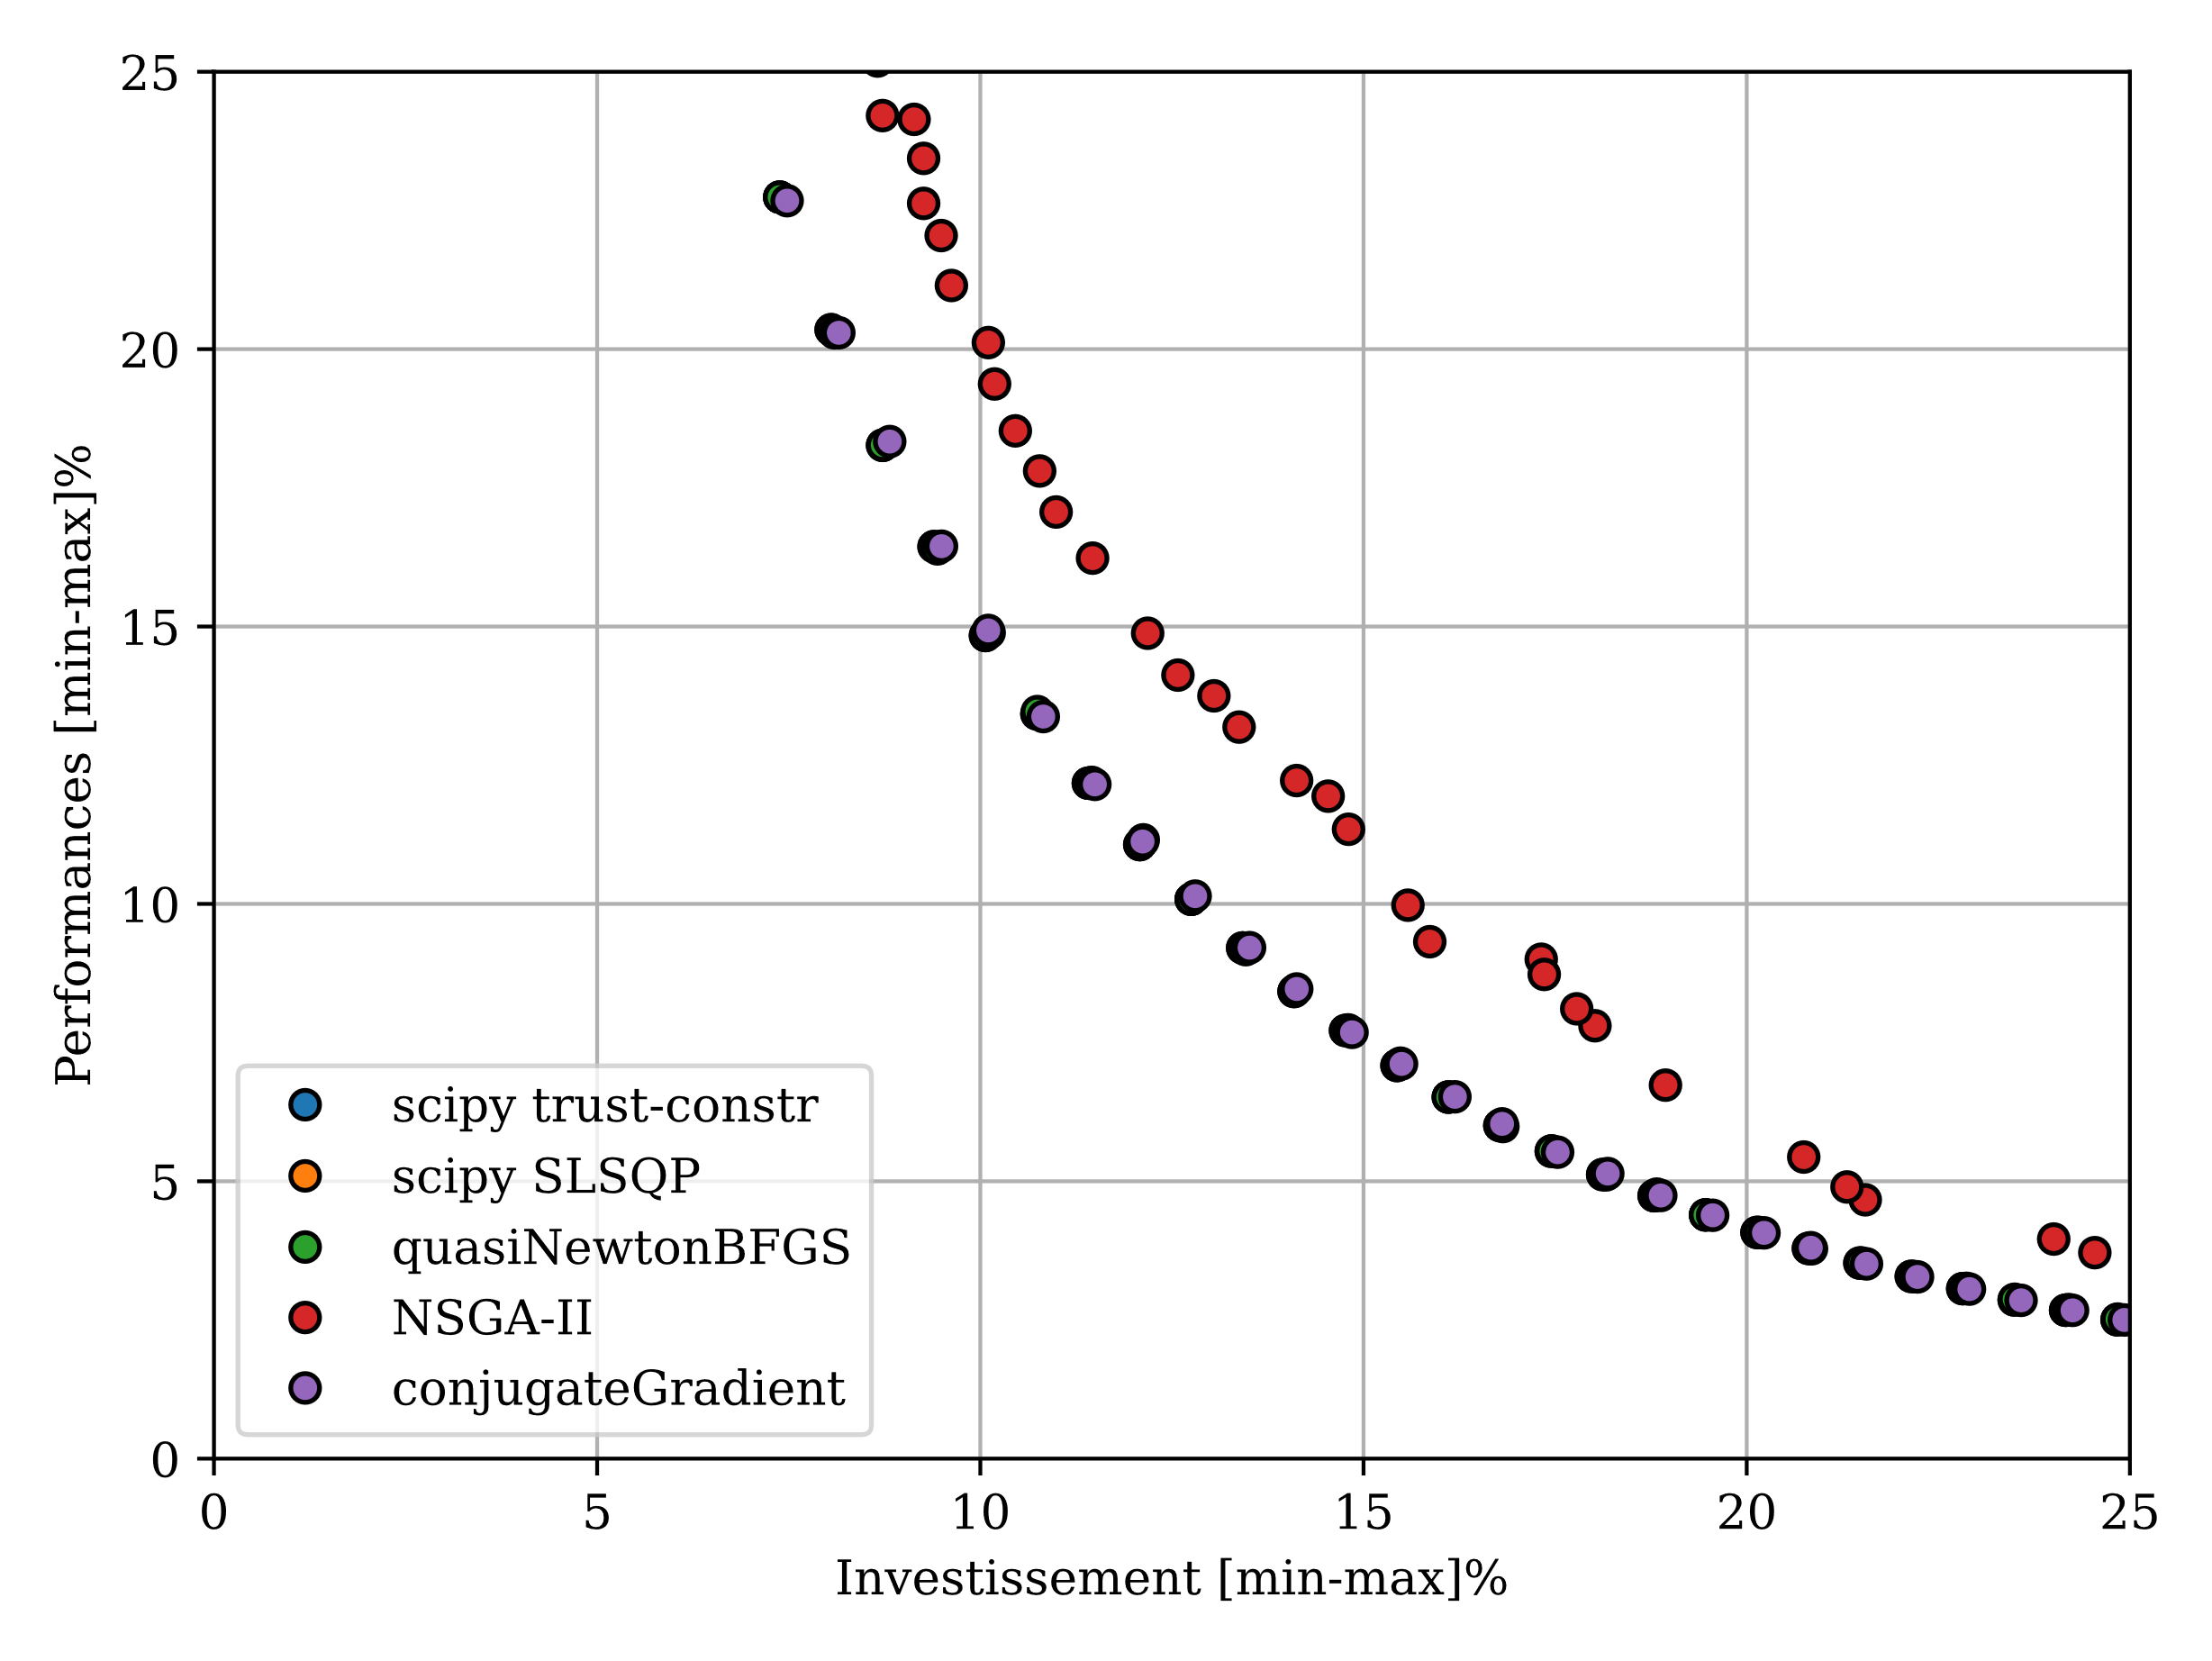 25
20
15
10
5
0
Performances [min-max]%
scipy trust-constr
scipy SLSQP
quasiNewtonBFGS
NSGA-II
conjugateGradient
0 5 10 15 20 25
Investissement [min-max]%